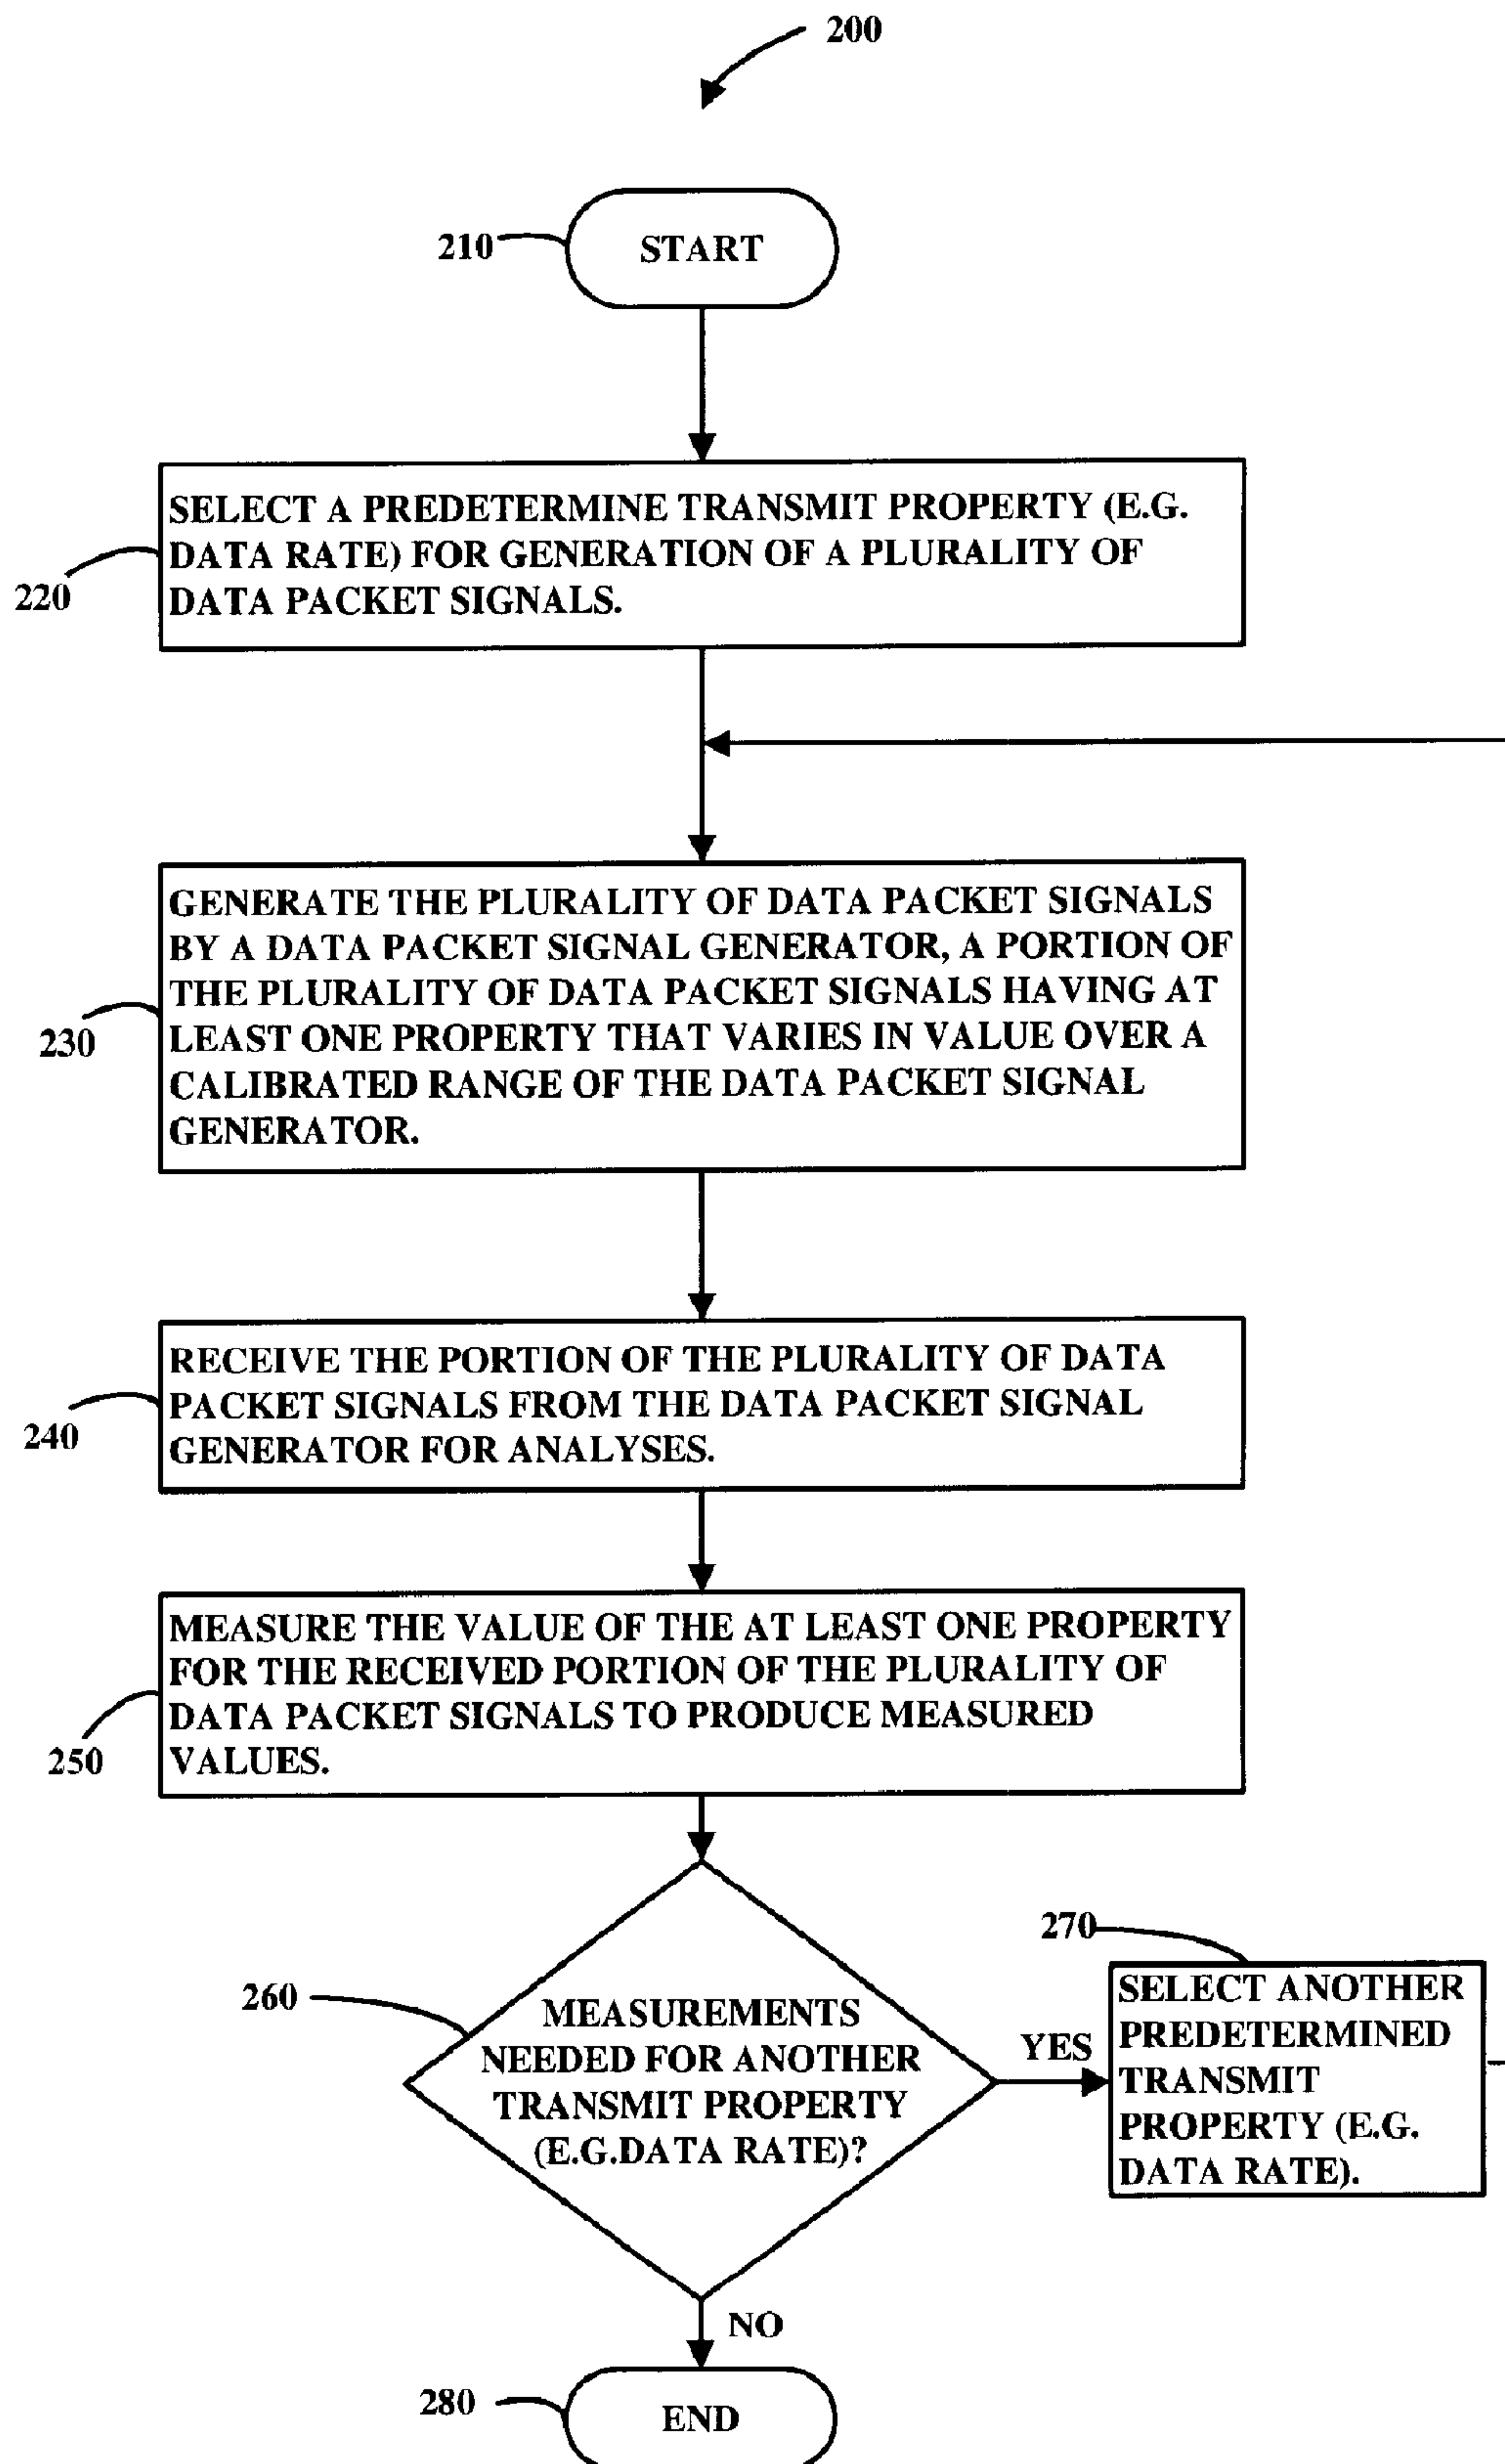 200
210
START
SELECT A PREDETERMINE TRANSMIT PROPERTY (E.G.
DATA RATE) FOR GENERATION OF A PLURALITY OF
DATA PACKET SIGNALS.
220
GENERATE THE PLURALITY OF DATA PACKET SIGNALS
BY A DATA PACKET SIGNAL GENERATOR, A PORTION OF
THE PLURALITY OF DATA PACKET SIGNALS HAVING AT
LEAST ONE PROPERTY THAT VARIES IN VALUE OVER A
CALIBRATED RANGE OF THE DATA PACKET SIGNAL
GENERATOR.
230
RECEIVE THE PORTION OF THE PLURALITY OF DATA
PACKET SIGNALS FROM THE DATA PACKET SIGNAL
GENERATOR FOR ANALYSES.
240
MEASURE THE VALUE OF THE AT LEAST ONE PROPERTY
FOR THE RECEIVED PORTION OF THE PLURALITY OF
DATA PACKET SIGNALS TO PRODUCE MEASURED
VALUES.
250
260
MEASUREMENTS
NEEDED FOR ANOTHER
TRANSMIT PROPERTY
(E.G.DATA RATE)?
YES
270
SELECT ANOTHER
PREDETERMINED
TRANSMIT
PROPERTY (E.G.
DATA RATE).
NO
280
END